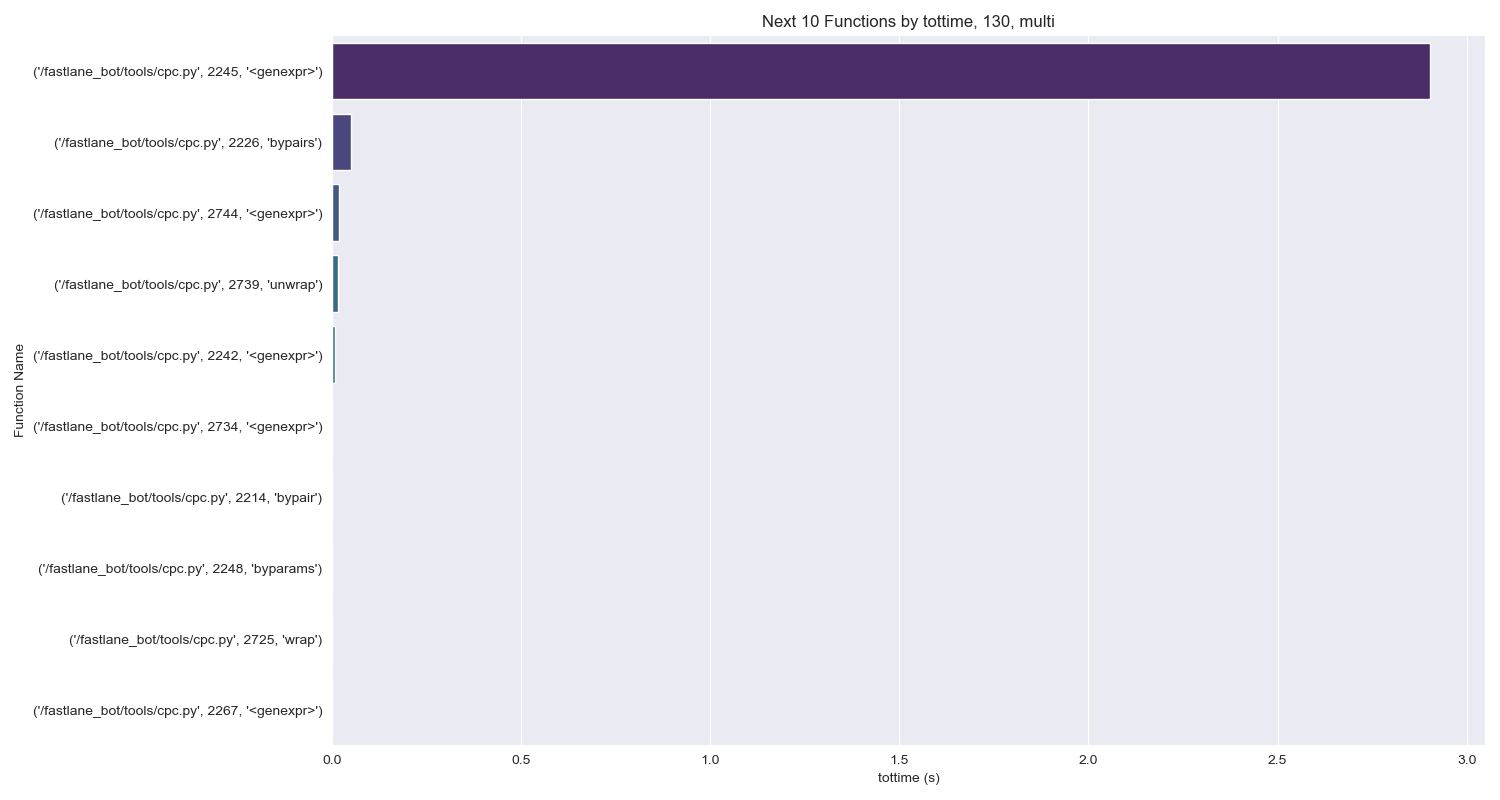 Next 10 Functions by tottime, 130, multi
('/fastlane_bot/tools/cpc.py', 2245, '<genexpr>')
('/fastlane_bot/tools/cpc.py', 2226, 'bypairs')
('/fastlane_bot/tools/cpc.py', 2744, '<genexpr>')
('/fastlane_bot/tools/cpc.py', 2739, 'unwrap')
('/fastlane_bot/tools/cpc.py', 2242, '<genexpr>')
('/fastlane_bot/tools/cpc.py', 2734, '<genexpr>')
('/fastlane_bot/tools/cpc.py', 2214, 'bypair')
('/fastlane_bot/tools/cpc.py', 2248, 'byparams')
('/fastlane_bot/tools/cpc.py', 2725, 'wrap')
('/fastlane_bot/tools/cpc.py', 2267, '<genexpr>')
Function Name
0.0 0.5 1.0 1.5 2.0 2.5 3.0
tottime (s)